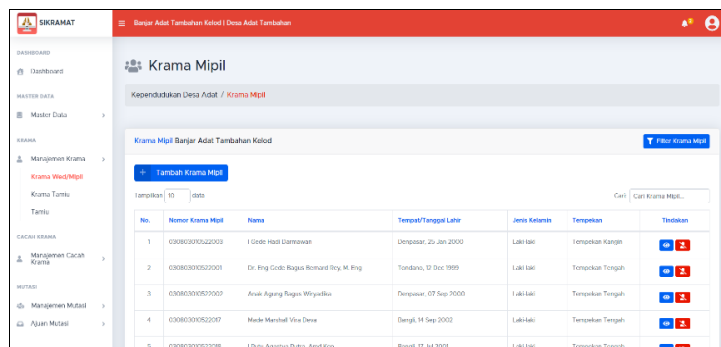 SIKRAMAT
Banjar Adat Tambahan Kelod | Desa Adat Tambahan
DASHBOARD
Dashboard
MASTER DATA
Master Data
KRAMA
Manajemen Krama
Krama Wed/Mipil
Krama Tamiu
Tamiu
CACAH KRAMA
Manajemen Cacah Krama
MUTASI
Manajemen Mutasi
Ajuan Mutasi
Krama Mipil
Kependudukan Desa Adat / Krama Mipil
Krama Mipil Banjar Adat Tambahan Kelod
Filter Krama Mipil
+ Tambah Krama Mipil
Tampilkan 10 data
Cari Cari Krama Mipil...
No. Nomor Krama Mipil Nama Tempat/Tanggal Lahir Jenis Kelamin Tempekan Tindakan
1 030803010522003 I Gede Hadi Darmawan Denpasar, 25 Jan 2000 Laki-laki Tempekan Kangin
2 030803010522001 Dr. Eng Gede Bagus Bernard Rey, M. Eng Tondano, 12 Dec 1999 Laki-laki Tempekan Tengah
3 030803010522002 Anak Agung Bagus Wiryadika Denpasar, 07 Sep 2000 Laki-laki Tempekan Tengah
4 030803010522017 Made Marshall Vira Deva Bangli, 14 Sep 2002 Laki-laki Tempekan Tengah
5